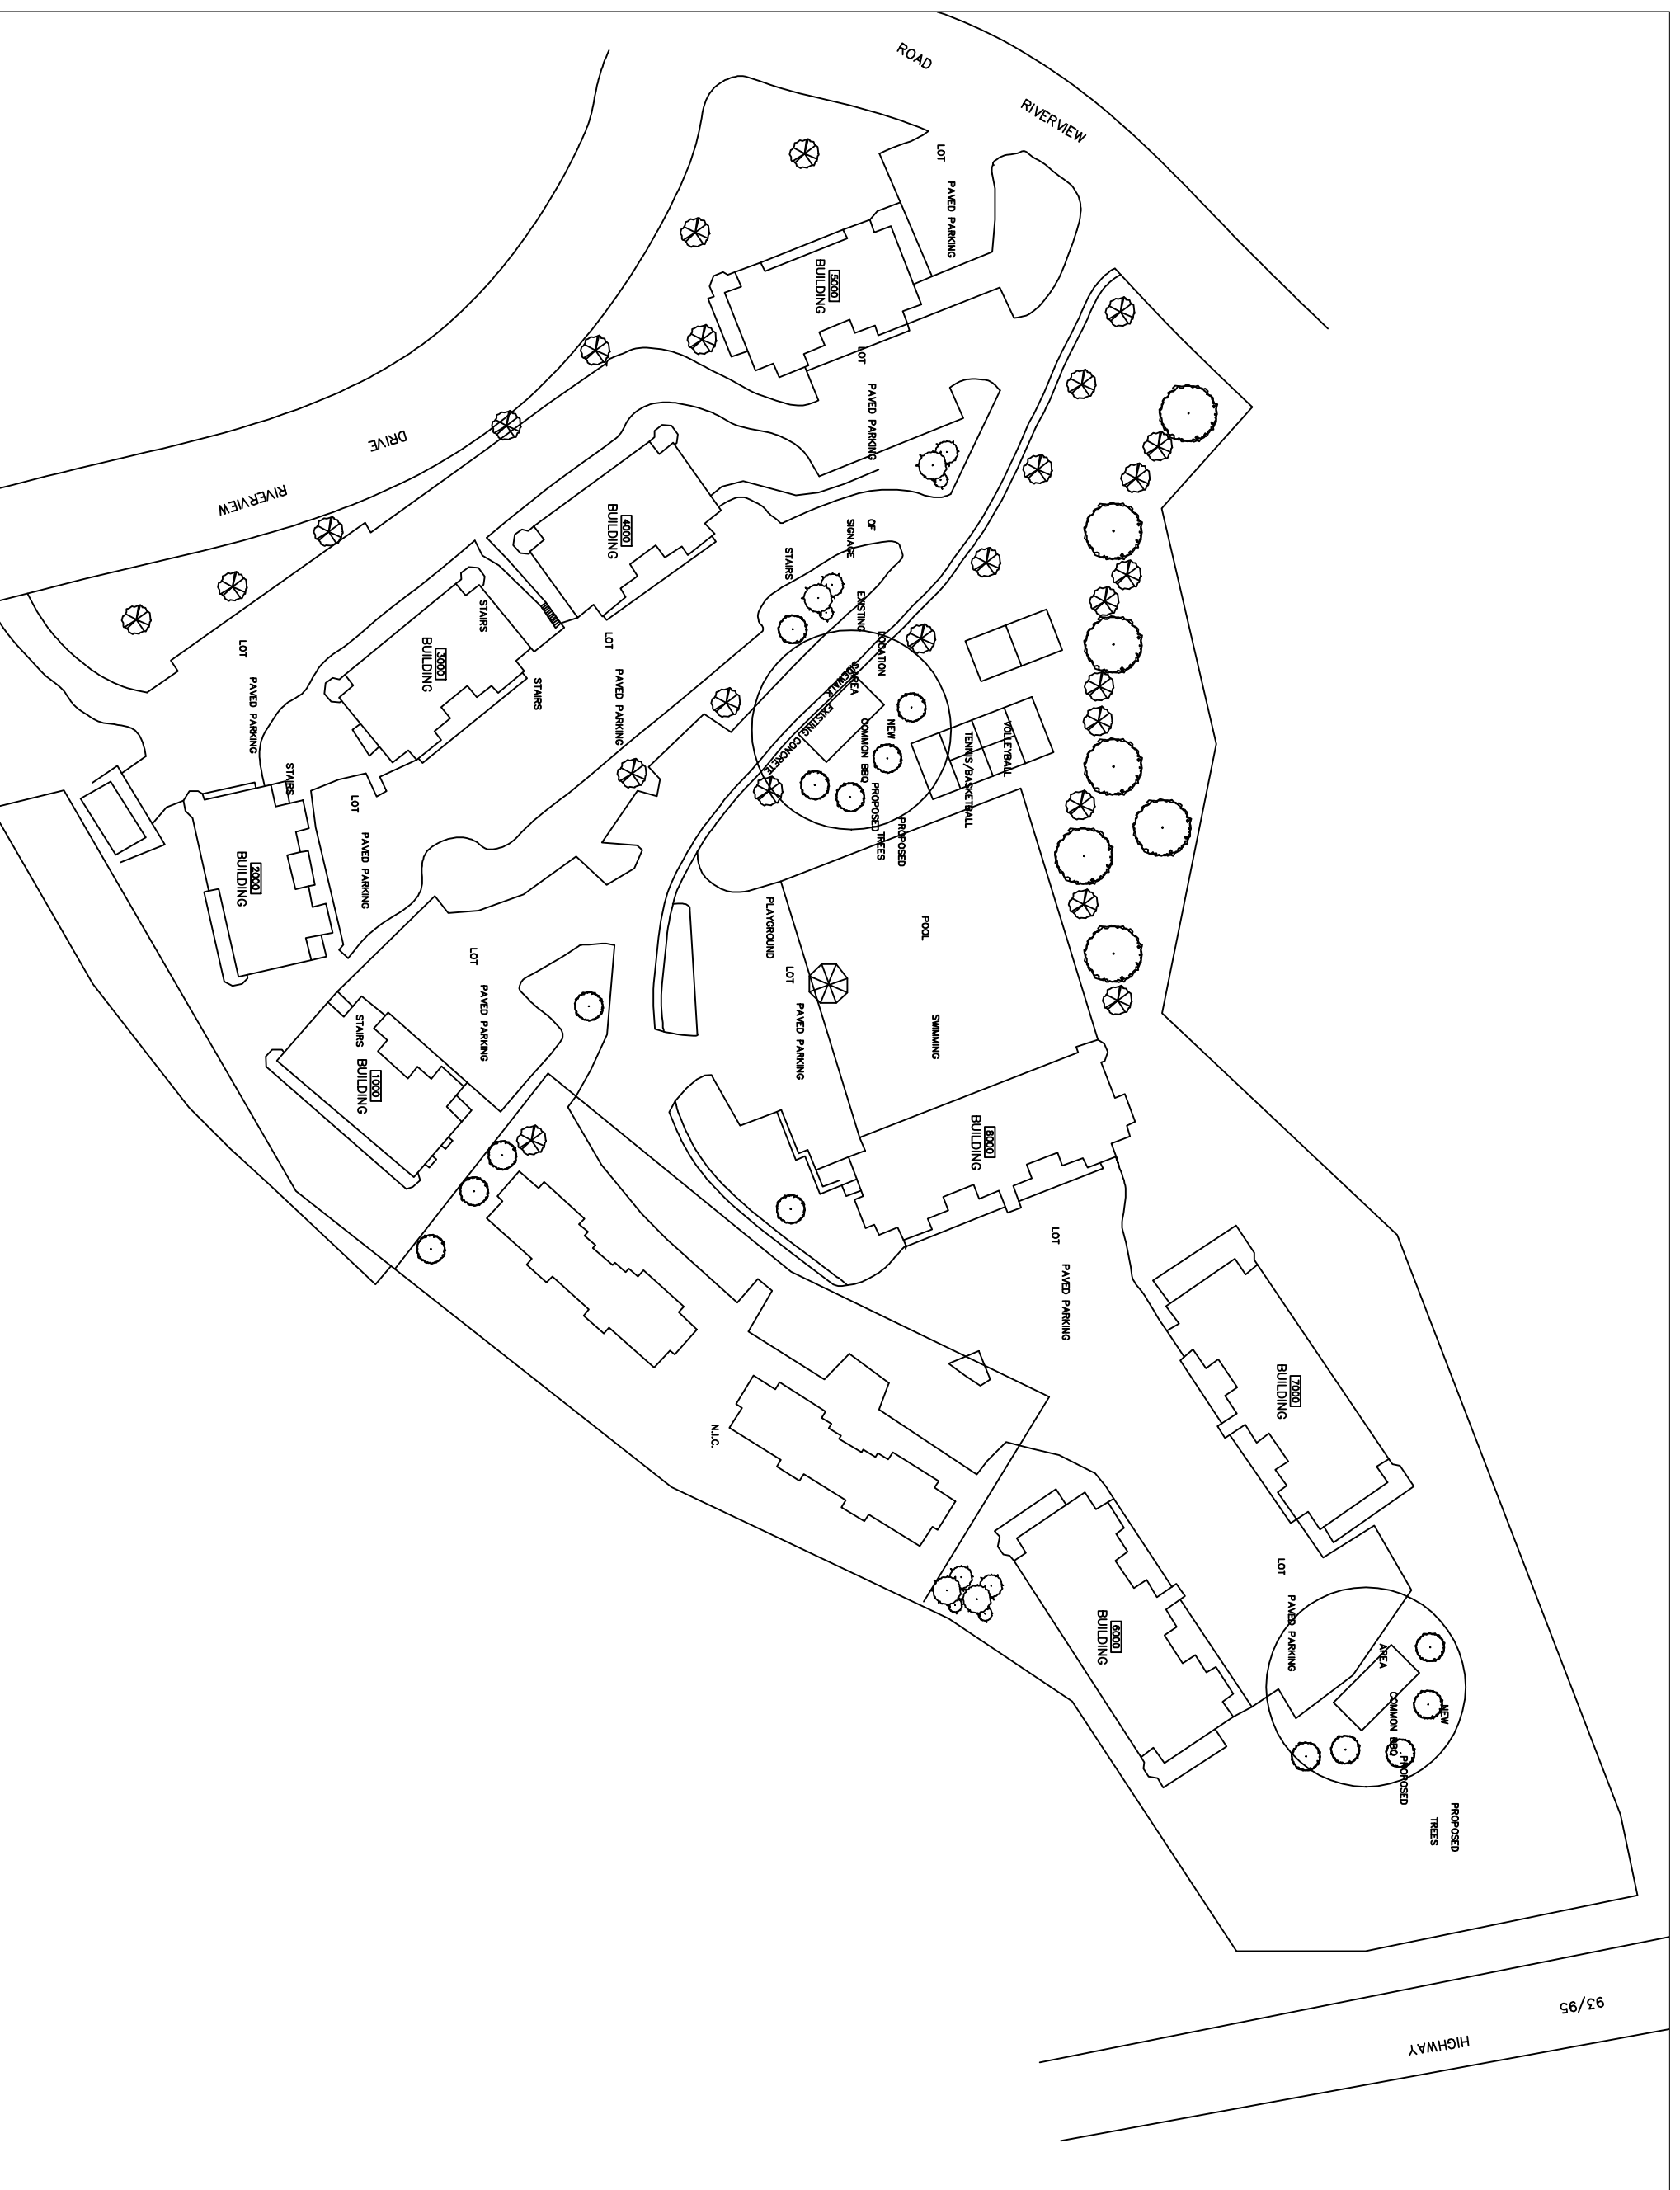 ROAD
RIVERVIEW
LOT
PAVED PARKING
5000
BUILDING
LOT
PAVED PARKING
DRIVE
RIVERVIEW
4000
BUILDING
OF
SIGNAGE
EXISTING
LOCATION
STAIRS
STAIRS
3000
BUILDING
STAIRS
LOT
PAVED PARKING
LOT
PAVED PARKING
STAIRS
2000
BUILDING
LOT
PAVED PARKING
AREA
COMMON BBQ
PROPOSED
NEW
TREES
PROPOSED
EXISTING CONCRETE
SIDEWALK
VOLLEYBALL
TENNIS/BASKETBALL
POOL
SWIMMING
PLAYGROUND
LOT
PAVED PARKING
LOT
PAVED PARKING
STAIRS
1000
BUILDING
8000
BUILDING
LOT
PAVED PARKING
7000
BUILDING
N.I.C.
6000
BUILDING
LOT
PAVED PARKING
AREA
COMMON BBQ
PROPOSED
NEW
TREES
PROPOSED
93/95
HIGHWAY